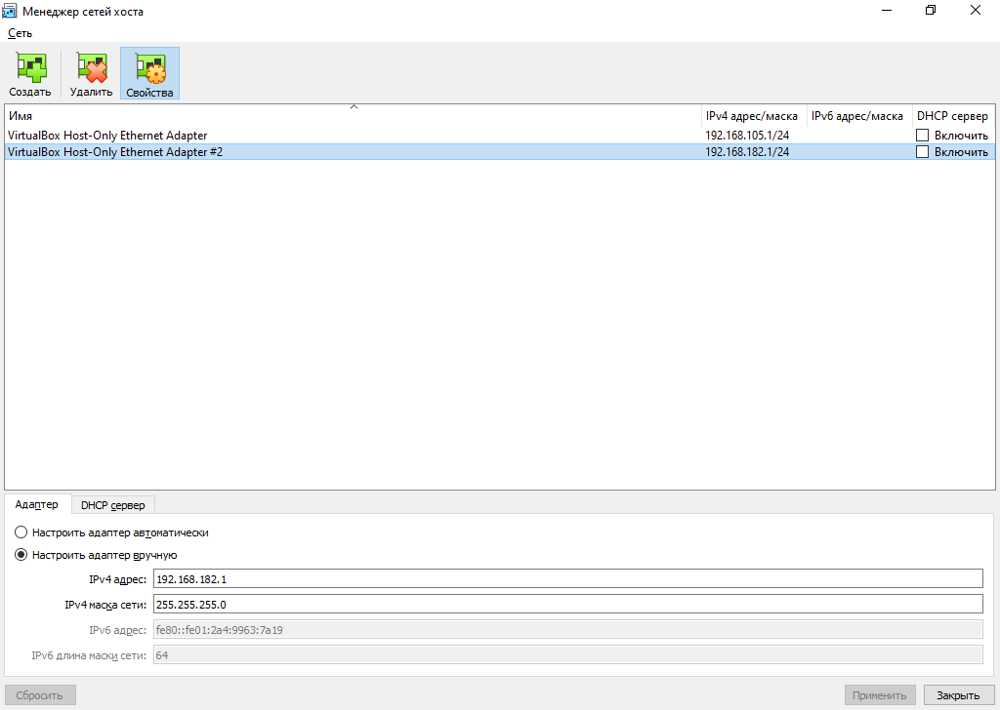 Менеджер сетей хоста
Сеть
Создать Удалить Свойства
Имя IPv4 адрес/маска IPv6 адрес/маска DHCP сервер
VirtualBox Host-Only Ethernet Adapter 192.168.105.1/24 Включить
VirtualBox Host-Only Ethernet Adapter #2 192.168.182.1/24 Включить
Адаптер DHCP сервер
Настроить адаптер автоматически
Настроить адаптер вручную
IPv4 адрес: 192.168.182.1
IPv4 маска сети: 255.255.255.0
IPv6 адрес: fe80::fe01:2a4:9963:7a19
IPv6 длина маски сети: 64
Сбросить Применить Закрыть